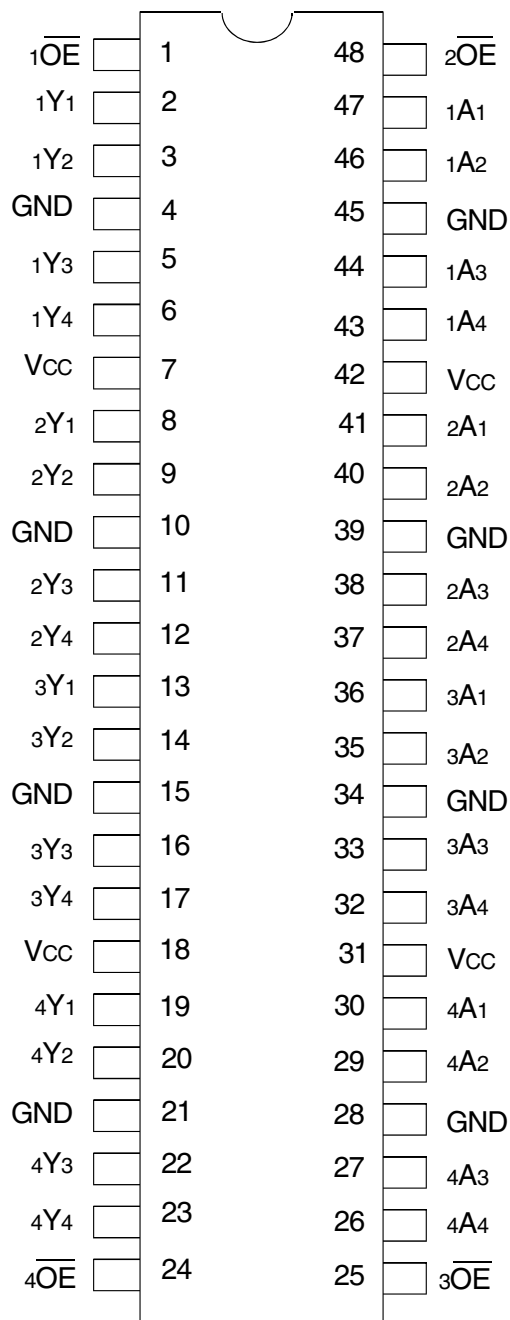 1OE 1 48 2OE
1Y1 2 47 1A1
1Y2 3 46 1A2
GND 4 45 GND
1Y3 5 44 1A3
1Y4 6 43 1A4
VCC 7 42 VCC
2Y1 8 41 2A1
2Y2 9 40 2A2
GND 10 39 GND
2Y3 11 38 2A3
2Y4 12 37 2A4
3Y1 13 36 3A1
3Y2 14 35 3A2
GND 15 34 GND
3Y3 16 33 3A3
3Y4 17 32 3A4
VCC 18 31 VCC
4Y1 19 30 4A1
4Y2 20 29 4A2
GND 21 28 GND
4Y3 22 27 4A3
4Y4 23 26 4A4
4OE 24 25 3OE